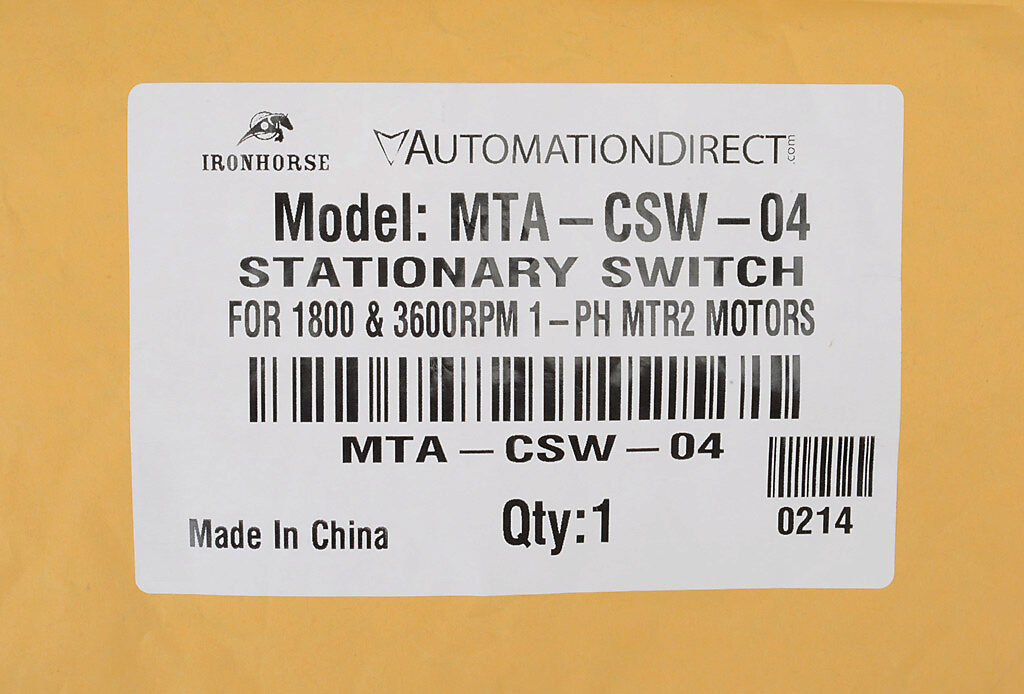 IRONHORSE
AUTOMATIONDIRECT.com
Model: MTA-CSW-04
STATIONARY SWITCH
FOR 1800 & 3600RPM 1-PH MTR2 MOTORS
MTA-CSW-04
Made In China
Qty:1
0214